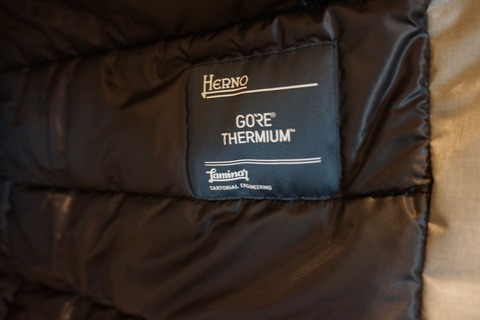 HERNO
GORE®
THERMIUM™
Laminar
SARTORIAL ENGINEERING